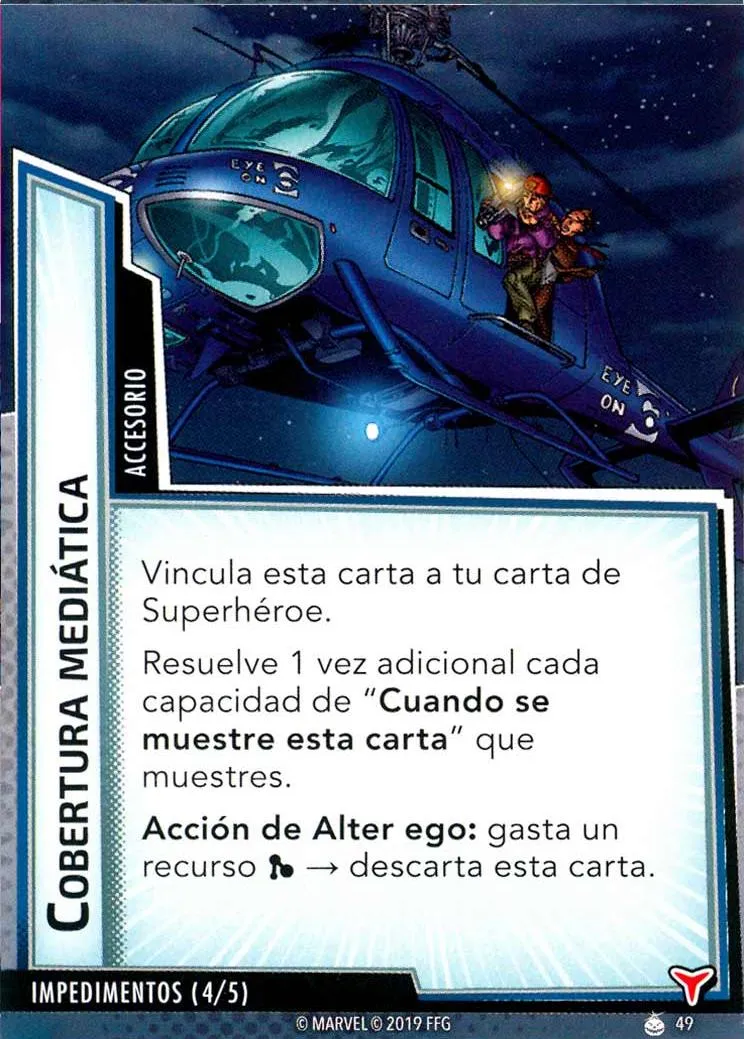 EYE
ON
EYE
ON
ACCESORIO
COBERTURA MEDIÁTICA
Vincula esta carta a tu carta de
Superhéroe.
Resuelve 1 vez adicional cada
capacidad de “Cuando se
muestre esta carta” que
muestres.
Acción de Alter ego: gasta un
recurso → descarta esta carta.
IMPEDIMENTOS (4/5)
© MARVEL © 2019 FFG
49